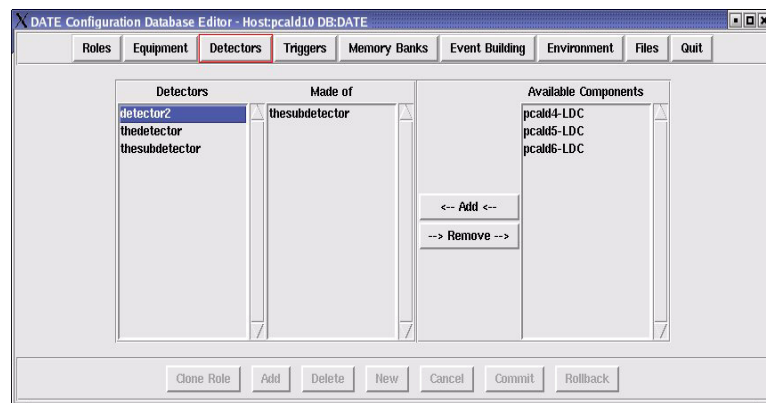 X DATE Configuration Database Editor - Host:pcald10 DB:DATE
Roles Equipment Detectors Triggers Memory Banks Event Building Environment Files Quit
Detectors Made of Available Components
detector2 thesubdetector pcald4-LDC
thedetector pcald5-LDC
thesubdetector pcald6-LDC
<-- Add <--
--> Remove -->
Clone Role Add Delete New Cancel Commit Rollback